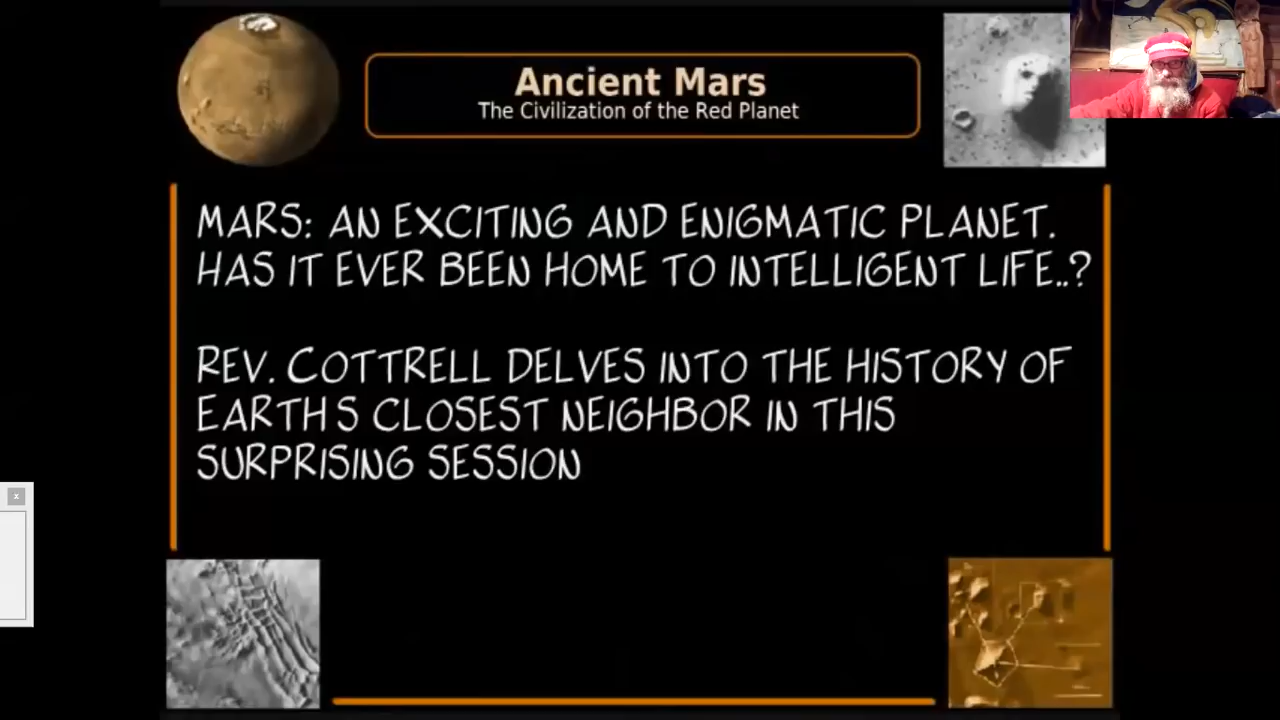 Ancient Mars
The Civilization of the Red Planet
MARS: AN EXCITING AND ENIGMATIC PLANET.
HAS IT EVER BEEN HOME TO INTELLIGENT LIFE..?
REV. COTTRELL DELVES INTO THE HISTORY OF
EARTH S CLOSEST NEIGHBOR IN THIS
SURPRISING SESSION
x